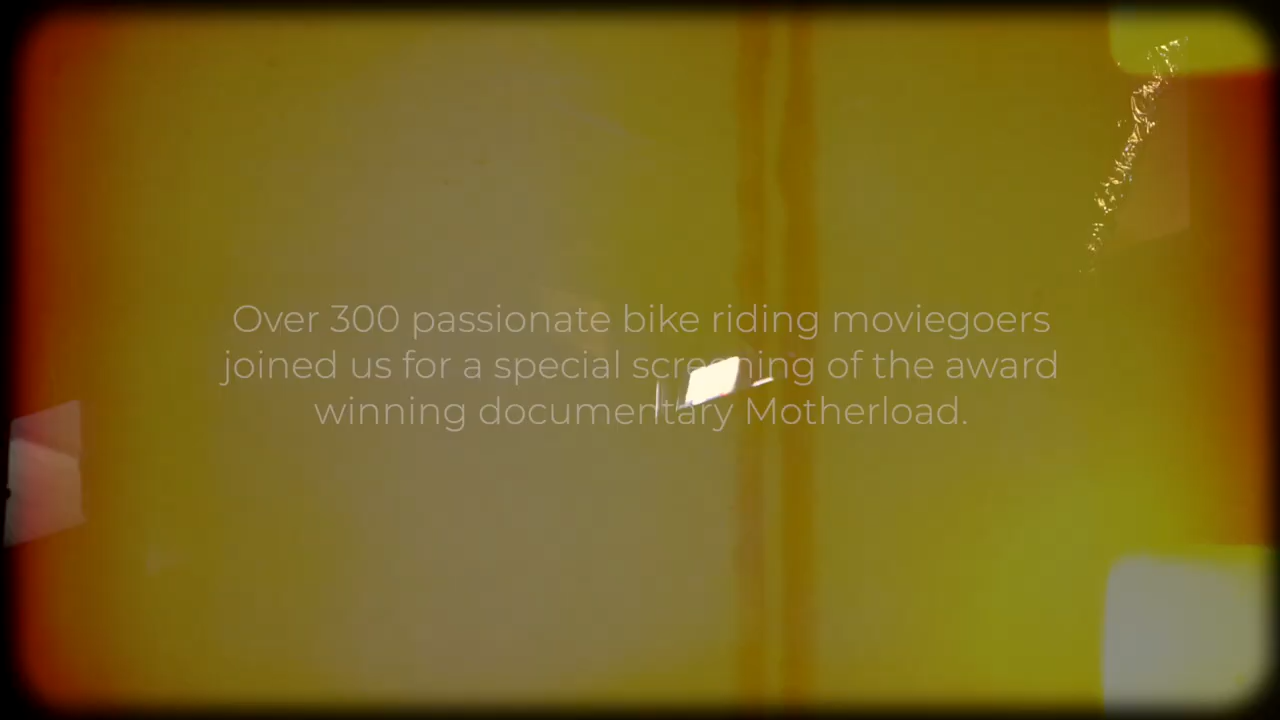 Over 300 passionate bike riding moviegoers
joined us for a special screening of the award
winning documentary Motherload.